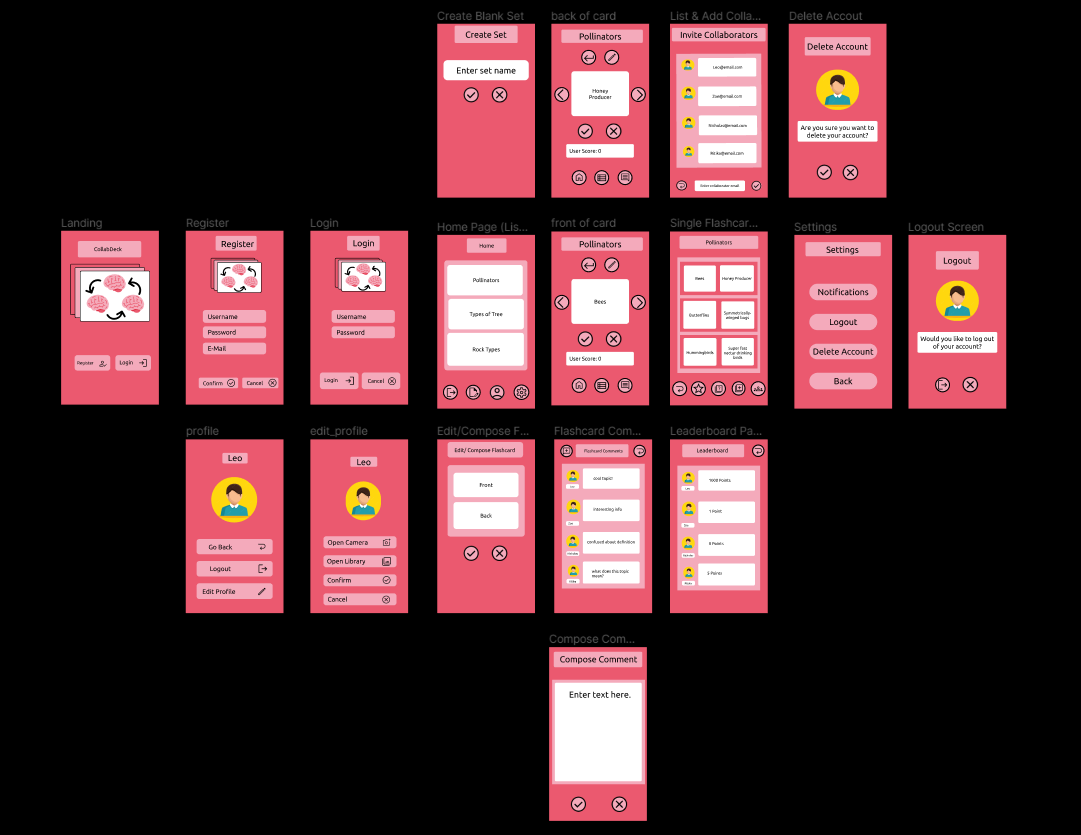 Create Blank Set
Create Set
Enter set name
back of card
Pollinators
Honey
Producer
User Score: 0
List & Add Colla...
Invite Collaborators
Leo@email.com
Zoe@email.com
Nicholas@email.com
Mitika@email.com
Enter collaborator email
Delete Accout
Delete Account
Are you sure you want to
delete your account?
Landing
CollabDeck
Register
Login
Register
Register
Username
Password
E-Mail
Confirm
Cancel
Login
Login
Username
Password
Login
Cancel
Home Page (Lis...
Home
Pollinators
Types of Tree
Rock Types
front of card
Pollinators
Bees
User Score: 0
Single Flashcar...
Pollinators
Bees
Honey Producer
Butterflies
Symmetrically-
winged bugs
Hummingbirds
Super fast
nectar drinking
birds
Settings
Settings
Notifications
Logout
Delete Account
Back
Logout Screen
Logout
Would you like to log out
of your account?
profile
Leo
Go Back
Logout
Edit Profile
edit_profile
Leo
Open Camera
Open Library
Confirm
Cancel
Edit/Compose F...
Edit/ Compose Flashcard
Front
Back
Flashcard Com...
Flashcard Comments
cool topic!
interesting info
confused about definition
what does this topic
mean?
Leaderboard Pa...
Leaderboard
1000 Points
1 Point
0 Points
3 Points
Compose Com...
Compose Comment
Enter text here.